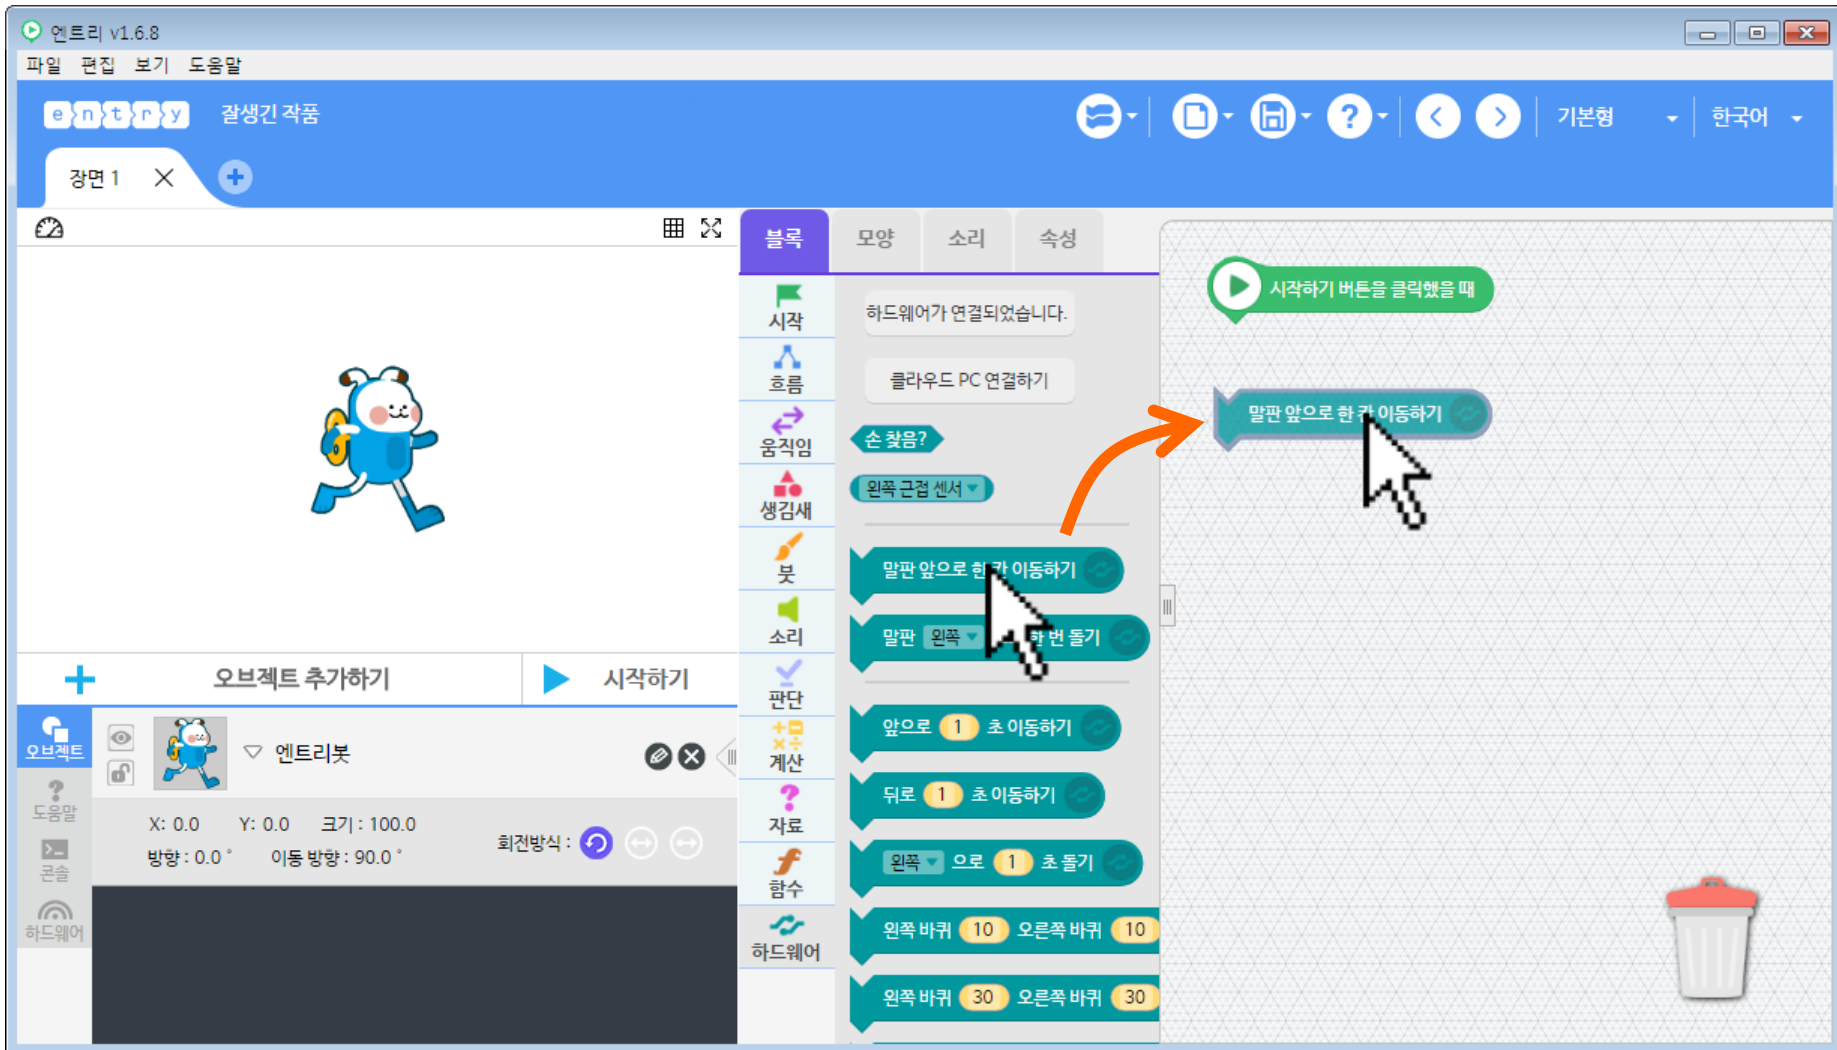 엔트리 v1.6.8
파일 편집 보기 도움말
entry 잘생긴 작품 ? 기본형 한국어
장면 1
블록 모양 소리 속성
시작
흐름
움직임
생김새
붓
소리
판단
계산
자료
함수
하드웨어
하드웨어가 연결되었습니다.
클라우드 PC 연결하기
손 찾음?
왼쪽 근접 센서
말판 앞으로 한 칸 이동하기
말판 왼쪽 한 번 돌기
앞으로 1 초 이동하기
뒤로 1 초 이동하기
왼쪽 으로 1 초 돌기
왼쪽 바퀴 10 오른쪽 바퀴 10
왼쪽 바퀴 30 오른쪽 바퀴 30
시작하기 버튼을 클릭했을 때
말판 앞으로 한 칸 이동하기
오브젝트 추가하기 시작하기
오브젝트
?
도움말
콘솔
하드웨어
엔트리봇
X: 0.0 Y: 0.0 크기 : 100.0
방향 : 0.0 ° 이동 방향 : 90.0 °
회전방식 :